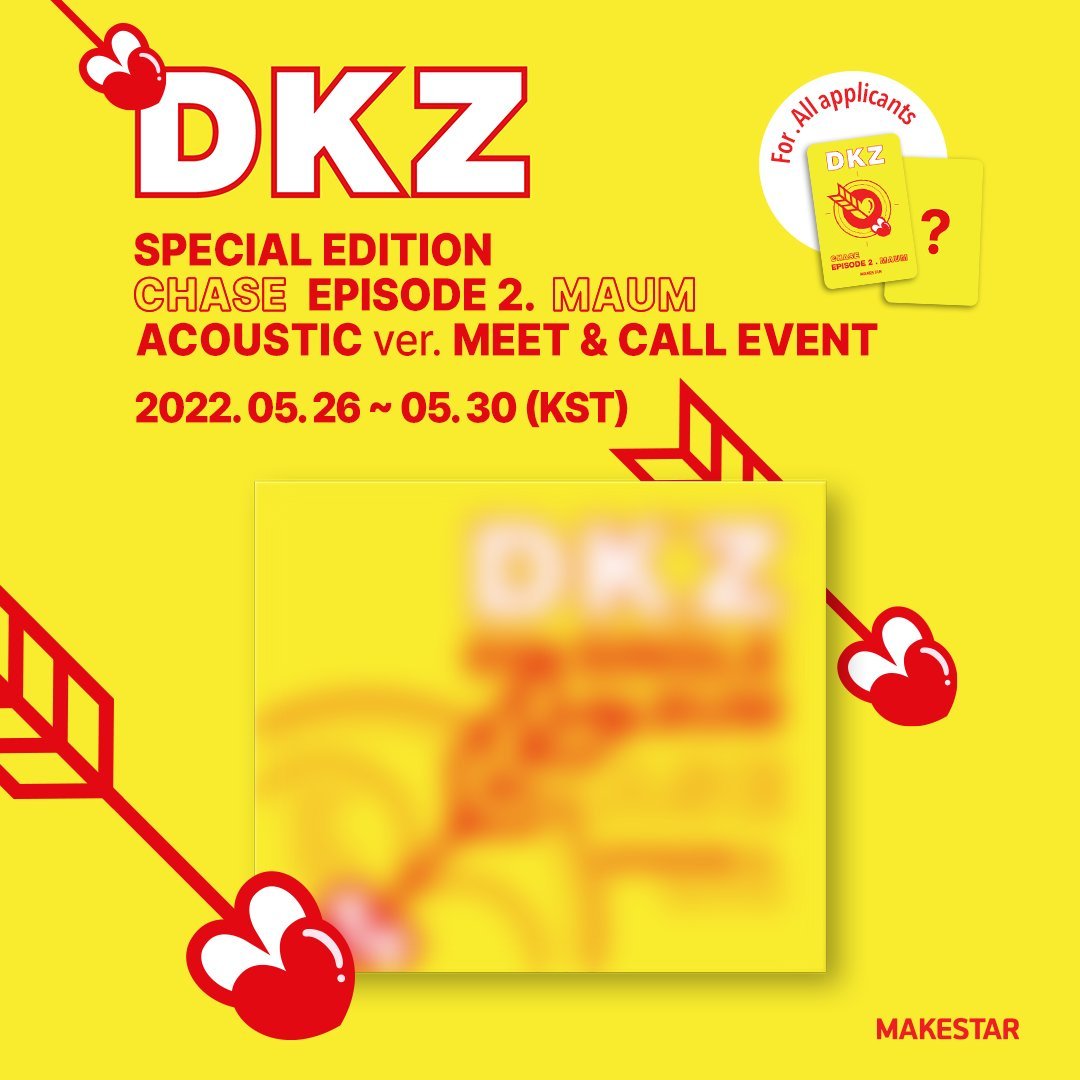 DKZ
SPECIAL EDITION
CHASE EPISODE 2. MAUM
ACOUSTIC ver. MEET & CALL EVENT
2022. 05. 26 ~ 05. 30 (KST)
For. All applicants
DKZ
CHASE
EPISODE 2 . MAUM
MAKESTAR
?
DKZ
MAKESTAR